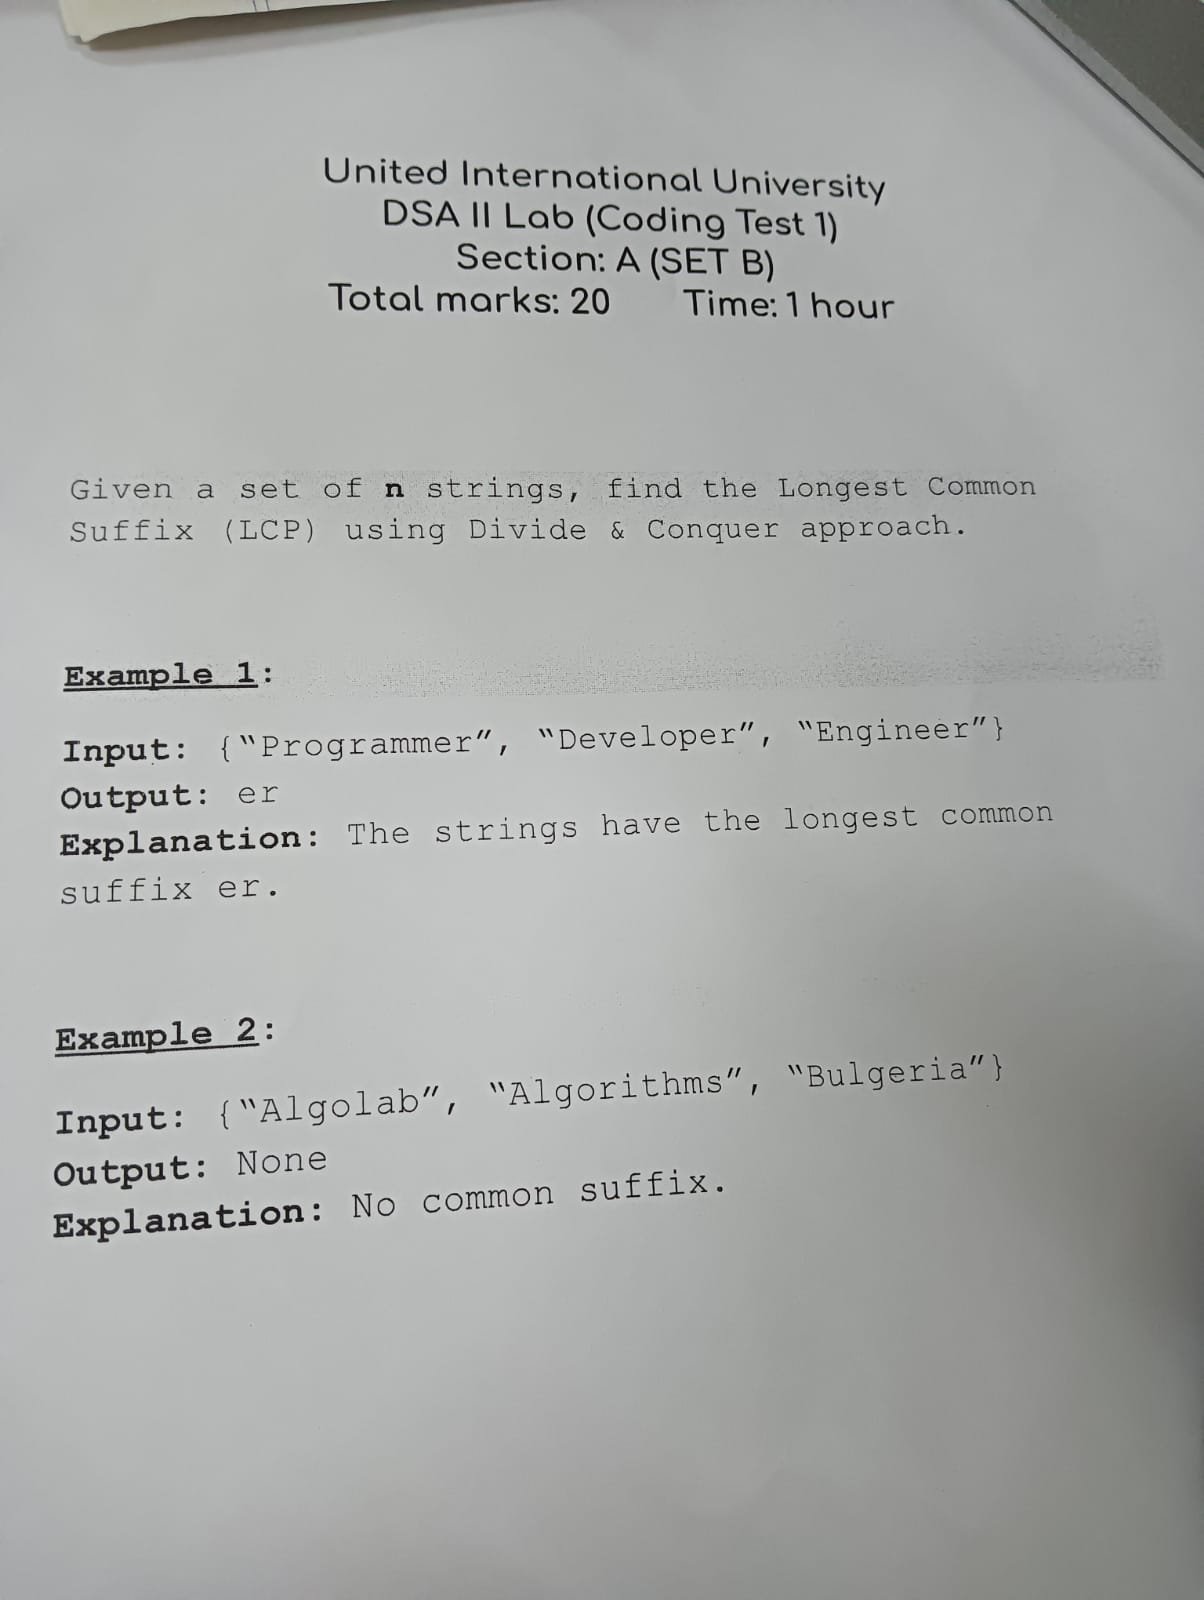 United International University
DSA II Lab (Coding Test 1)
Section: A (SET B)
Total marks: 20 Time: 1 hour
Given a set of n strings, find the Longest Common
Suffix (LCP) using Divide & Conquer approach.
Example 1:
Input: {“Programmer”, “Developer”, “Engineer”}
Output: er
Explanation: The strings have the longest common
suffix er.
Example 2:
Input: {“Algolab”, “Algorithms”, “Bulgeria”}
Output: None
Explanation: No common suffix.